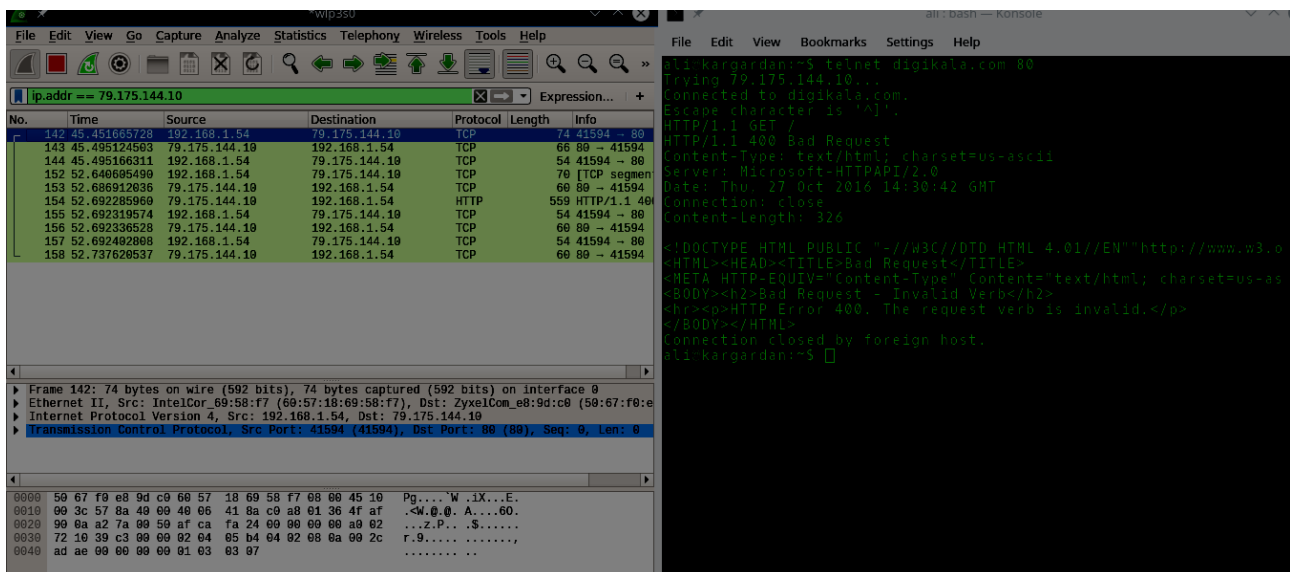 *wlp3s0
File Edit View Go Capture Analyze Statistics Telephony Wireless Tools Help
ip.addr == 79.175.144.10
Expression... +
No. Time Source Destination Protocol Length Info
142 45.451665728 192.168.1.54 79.175.144.10 TCP 74 41594 → 80
143 45.495124503 79.175.144.10 192.168.1.54 TCP 66 80 → 41594
144 45.495166311 192.168.1.54 79.175.144.10 TCP 54 41594 → 80
152 52.640605490 192.168.1.54 79.175.144.10 TCP 70 [TCP segmen
153 52.686912036 79.175.144.10 192.168.1.54 TCP 60 80 → 41594
154 52.692285960 79.175.144.10 192.168.1.54 HTTP 559 HTTP/1.1 40
155 52.692319574 192.168.1.54 79.175.144.10 TCP 54 41594 → 80
156 52.692336528 79.175.144.10 192.168.1.54 TCP 60 80 → 41594
157 52.692402808 192.168.1.54 79.175.144.10 TCP 54 41594 → 80
158 52.737620537 79.175.144.10 192.168.1.54 TCP 60 80 → 41594
Frame 142: 74 bytes on wire (592 bits), 74 bytes captured (592 bits) on interface 0
Ethernet II, Src: IntelCor_69:58:f7 (60:57:18:69:58:f7), Dst: ZyxelCom_e8:9d:c0 (50:67:f0:e
Internet Protocol Version 4, Src: 192.168.1.54, Dst: 79.175.144.10
Transmission Control Protocol, Src Port: 41594 (41594), Dst Port: 80 (80), Seq: 0, Len: 0
0000 50 67 f0 e8 9d c0 60 57 18 69 58 f7 08 00 45 10 Pg....`W .iX...E.
0010 00 3c 57 8a 40 00 40 06 41 8a c0 a8 01 36 4f af .<W.@.@. A....6O.
0020 90 0a a2 7a 00 50 af ca fa 24 00 00 00 00 a0 02 ...z.P.. .$......
0030 72 10 39 c3 00 00 02 04 05 b4 04 02 08 0a 00 2c r.9..... .......,
0040 ad ae 00 00 00 00 01 03 03 07 ........ ..
ali : bash — Konsole
File Edit View Bookmarks Settings Help
kargardan:~$ telnet digikala.com 80
Trying 79.175.144.10...
Connected to digikala.com.
Escape character is '^]'.
HTTP/1.1 GET /
HTTP/1.1 400 Bad Request
Content-Type: text/html; charset=us-ascii
Server: Microsoft-HTTPAPI/2.0
Date: Thu, 27 Oct 2016 14:30:42 GMT
Connection: close
Content-Length: 326
<!DOCTYPE HTML PUBLIC "-//W3C//DTD HTML 4.01//EN""http://www.w3.o
<HTML><HEAD><TITLE>Bad Request</TITLE>
<META HTTP-EQUIV="Content-Type" Content="text/html; charset=us-as
<BODY><h2>Bad Request - Invalid Verb</h2>
<hr><p>HTTP Error 400. The request verb is invalid.</p>
</BODY></HTML>
Connection closed by foreign host.
kargardan:~$